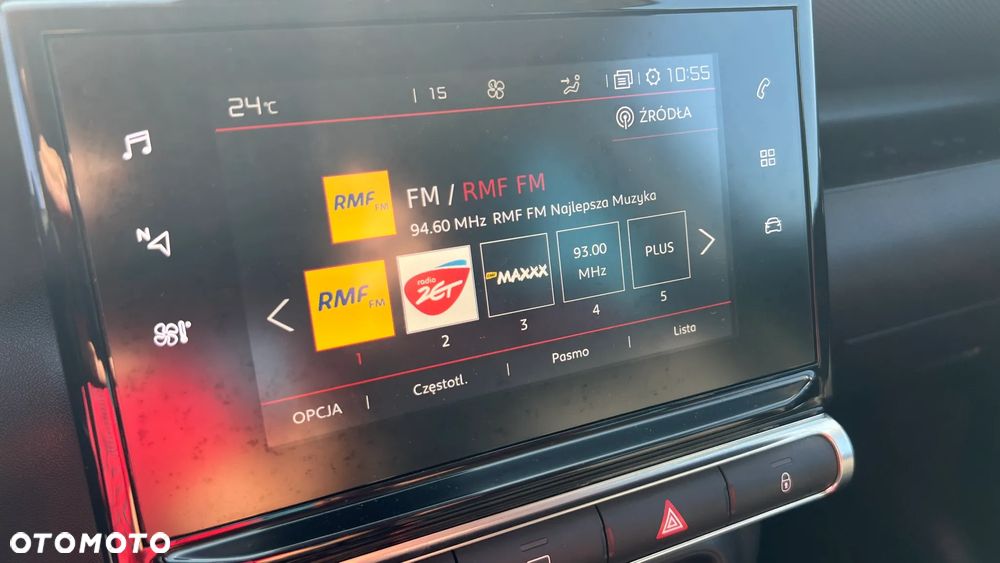 24°C | 15 10:55
ŹRÓDŁA
N
RMF FM
FM / RMF FM
94.60 MHz RMF FM Najlepsza Muzyka
RMF FM
radio ZET
RMF MAXXX
93.00 MHz
PLUS
1 2 3 4 5
OPCJA | Częstotl. | Pasmo | Lista
OTOMOTO